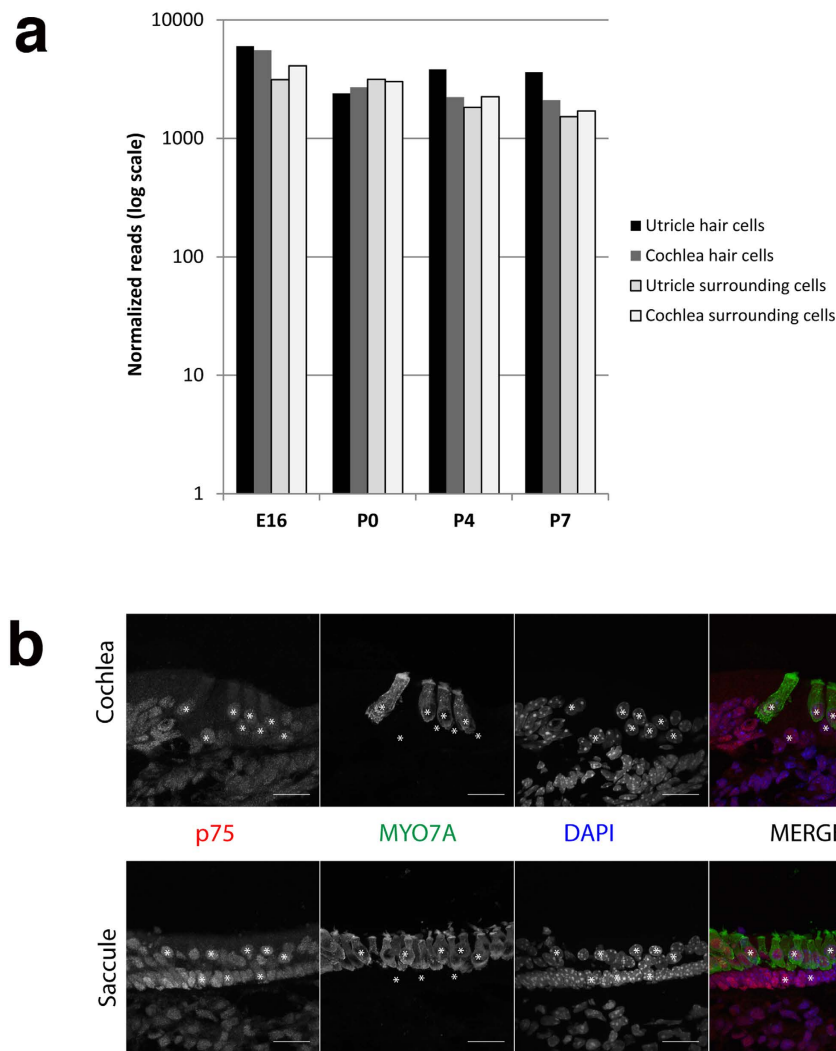 a
10000
1000
100
10
1
Normalized reads (log scale)
E16 P0 P4 P7
Utricle hair cells
Cochlea hair cells
Utricle surrounding cells
Cochlea surrounding cells
b
Cochlea
p75 MYO7A DAPI MERG
Saccule